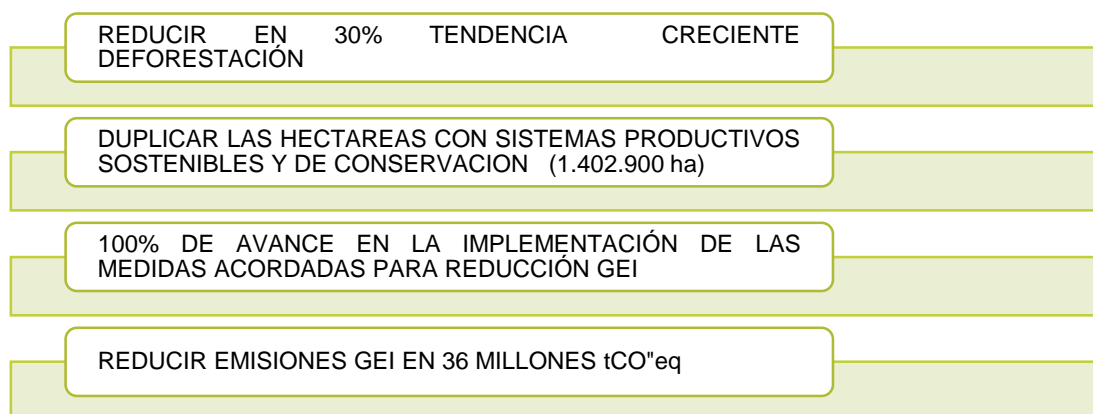 REDUCIR EN 30% TENDENCIA CRECIENTE
DEFORESTACIÓN
DUPLICAR LAS HECTAREAS CON SISTEMAS PRODUCTIVOS
SOSTENIBLES Y DE CONSERVACION (1.402.900 ha)
100% DE AVANCE EN LA IMPLEMENTACIÓN DE LAS
MEDIDAS ACORDADAS PARA REDUCCIÓN GEI
REDUCIR EMISIONES GEI EN 36 MILLONES tCO"eq